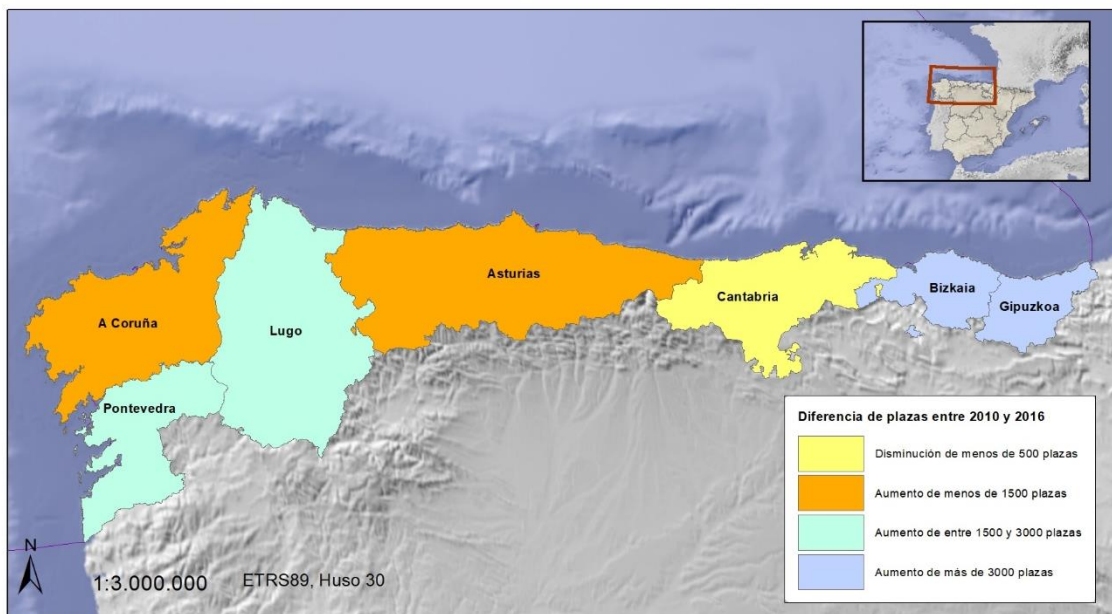 A Coruña
Lugo
Pontevedra
Asturias
Cantabria
Bizkaia
Gipuzkoa
Diferencia de plazas entre 2010 y 2016
Disminución de menos de 500 plazas
Aumento de menos de 1500 plazas
Aumento de entre 1500 y 3000 plazas
Aumento de más de 3000 plazas
N
1:3.000.000
ETRS89, Huso 30